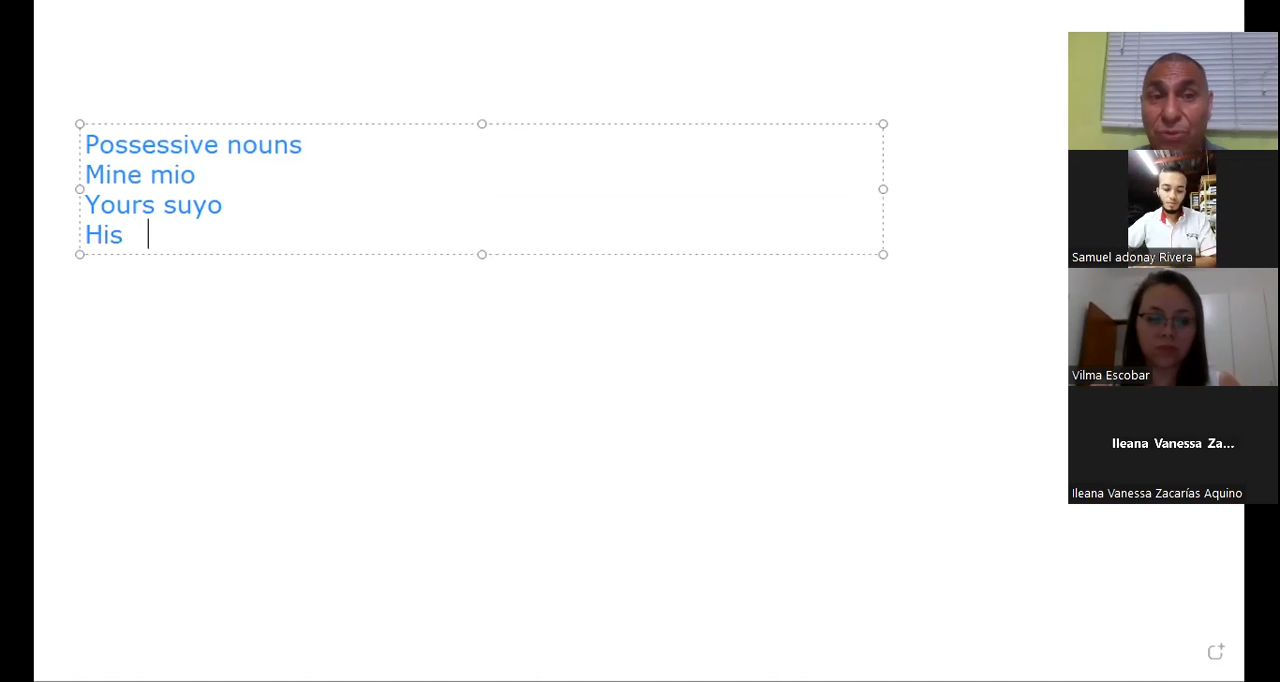 Possessive nouns
Mine mio
Yours suyo
His
Samuel adonay Rivera
Vilma Escobar
Ileana Vanessa Za...
Ileana Vanessa Zacarías Aquino